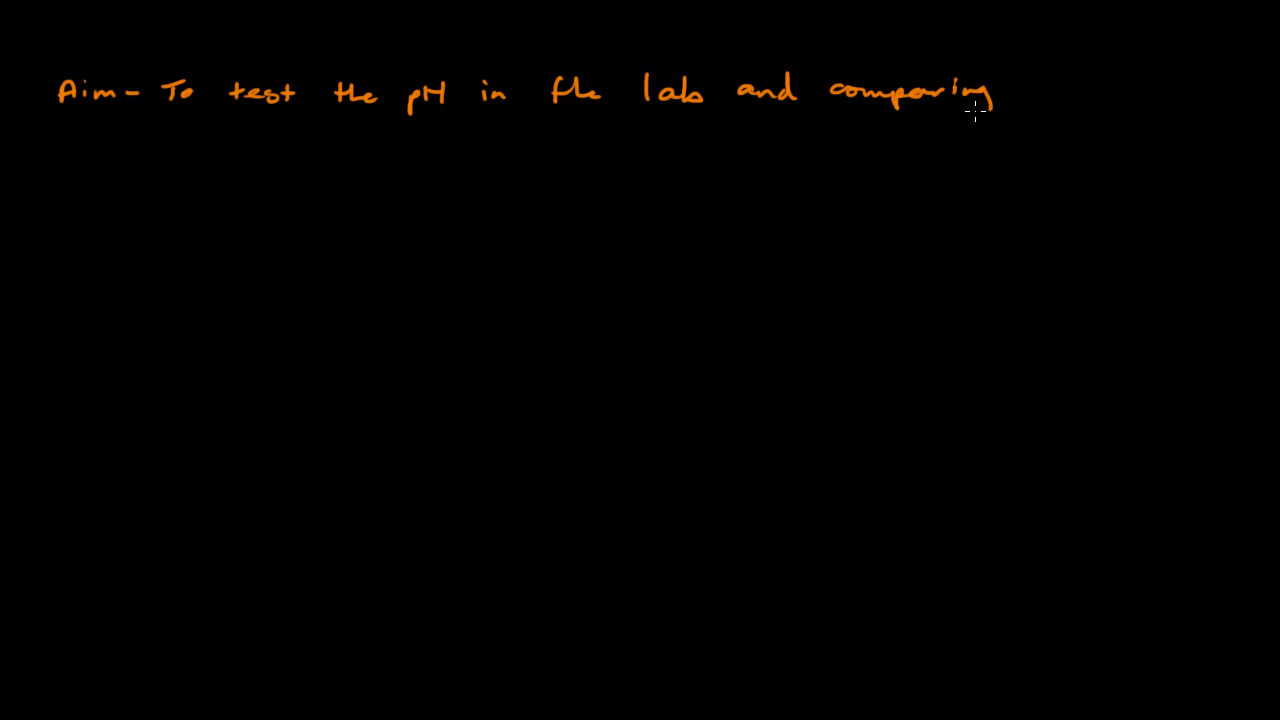 Aim - To test the pH in the lab and comparing